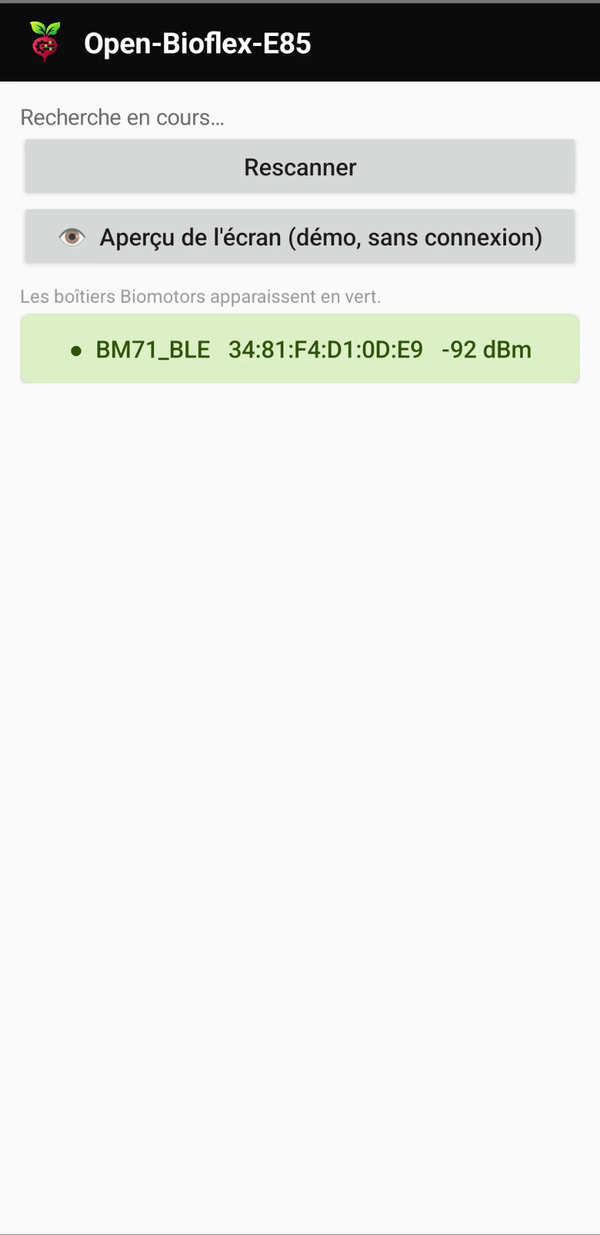 Open-Bioflex-E85
Recherche en cours…
Rescanner
Aperçu de l'écran (démo, sans connexion)
Les boîtiers Biomotors apparaissent en vert.
● BM71_BLE 34:81:F4:D1:0D:E9 -92 dBm